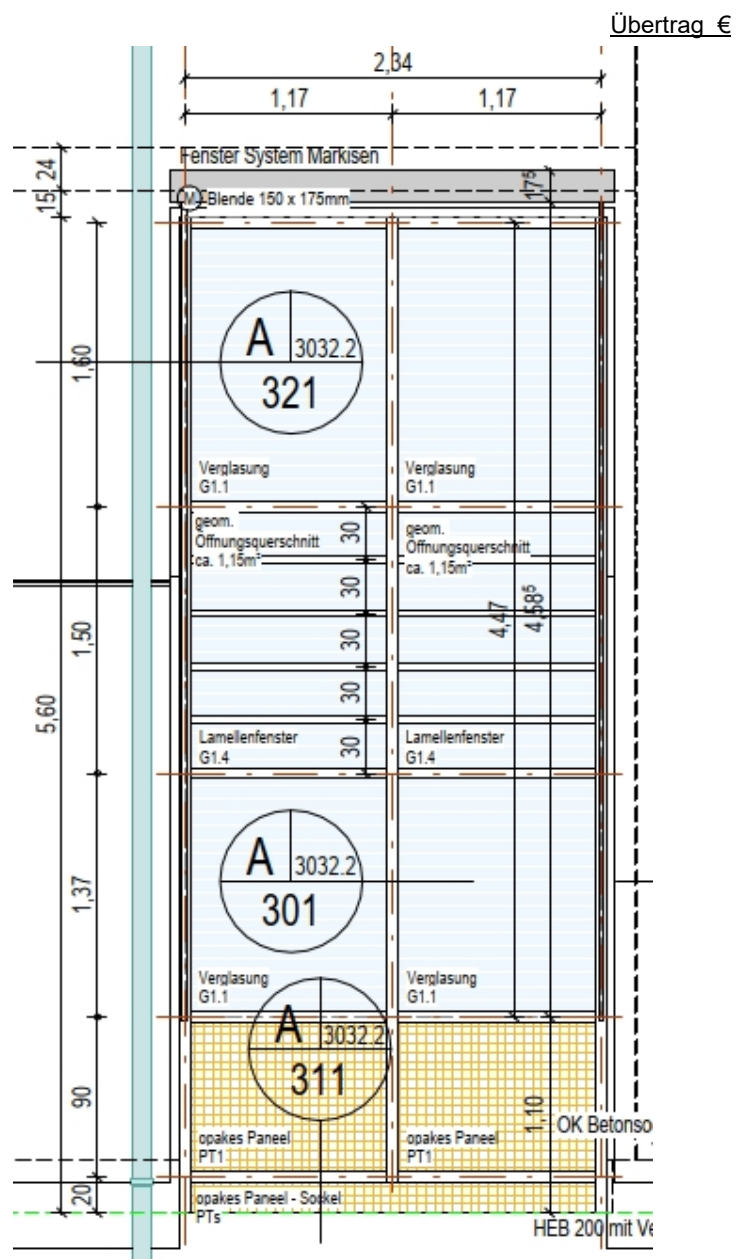 Übertrag €
2,34
1,17 1,17
Fenster System Markisen
24
15
17⁵
M Blende 150 x 175mm
A 3032.2
321
1,60
Verglasung
G1.1
Verglasung
G1.1
geom.
Öffnungsquerschnitt
ca. 1,15m²
geom.
Öffnungsquerschnitt
ca. 1,15m²
30
30
30
30
30
4,47
4,58⁵
1,50
5,60
Lamellenfenster
G1.4
Lamellenfenster
G1.4
A 3032.2
301
1,37
Verglasung
G1.1
Verglasung
G1.1
A 3032.2
311
90
1,10
opakes Paneel
PT1
opakes Paneel
PT1
OK Betonso
20
opakes Paneel - Sockel
PTs
HEB 200 mit Ve